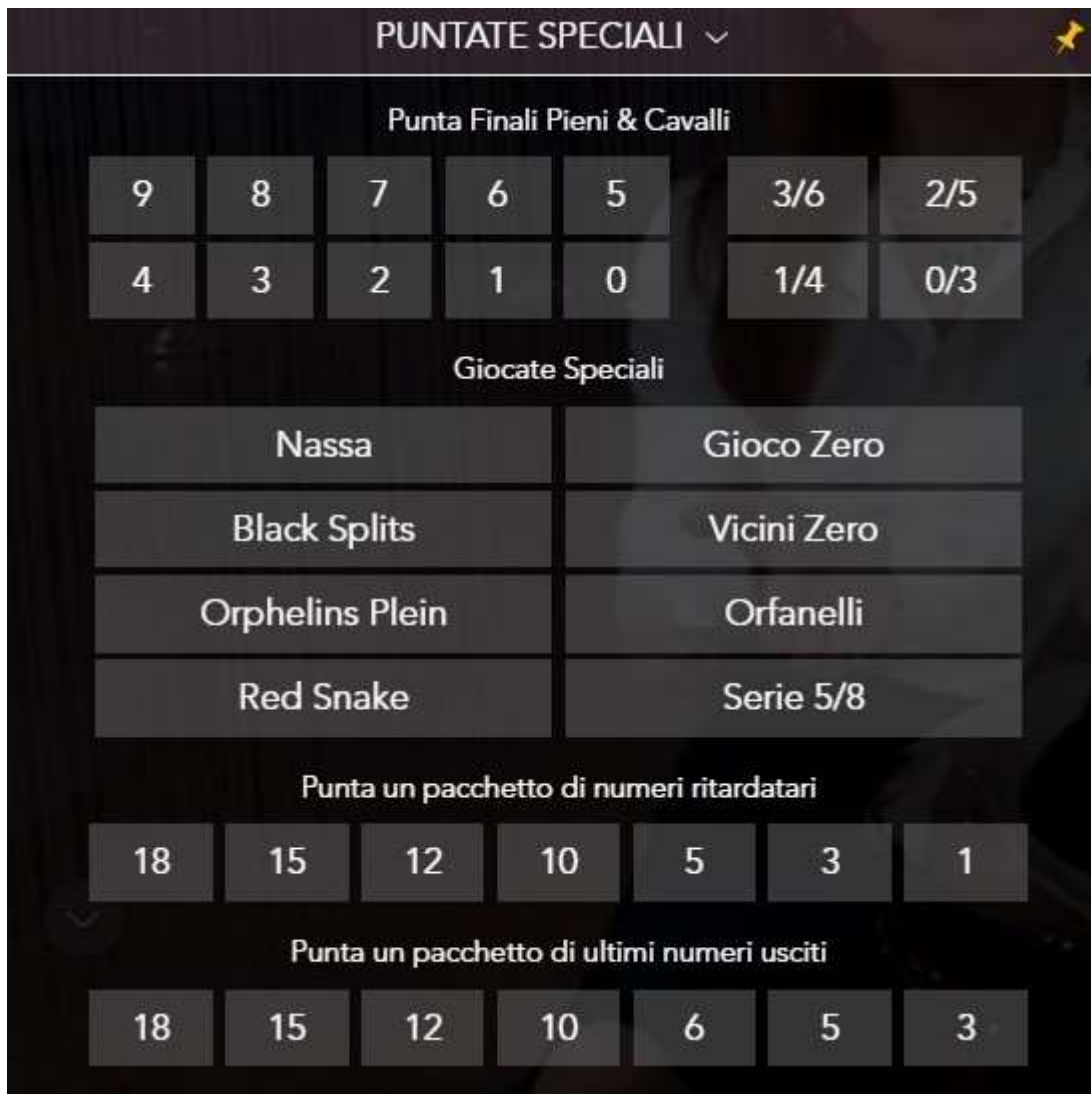 PUNTATE SPECIALI
Punta Finali Pieni & Cavalli
9 8 7 6 5 3/6 2/5
4 3 2 1 0 1/4 0/3
Giocate Speciali
Nassa Gioco Zero
Black Splits Vicini Zero
Orphelins Plein Orfanelli
Red Snake Serie 5/8
Punta un pacchetto di numeri ritardatari
18 15 12 10 5 3 1
Punta un pacchetto di ultimi numeri usciti
18 15 12 10 6 5 3